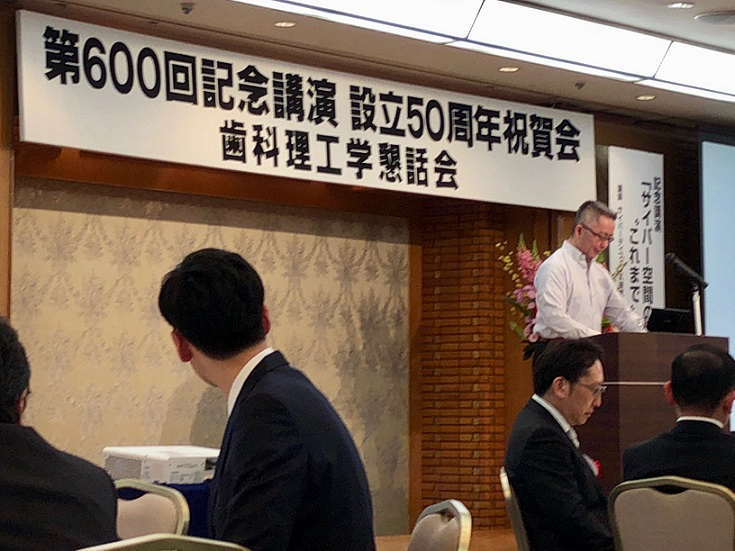 第600回記念講演 設立50周年祝賀会
歯科理工学懇話会
記念講演
「サイバー空間の
"これまで